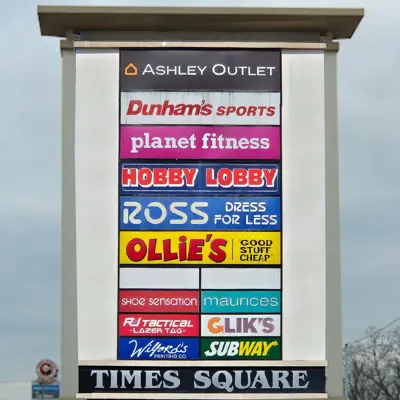 ASHLEY OUTLET
Dunham's SPORTS
planet fitness
HOBBY LOBBY
ROSS DRESS
FOR LESS
OLLiE'S GOOD
STUFF
CHEAP
SHOE SENSATION
maurices
RJ TACTICAL
-LAZER TAG-
GLIK'S
Wilford's
PRINTING CO
SUBWAY
TIMES SQUARE